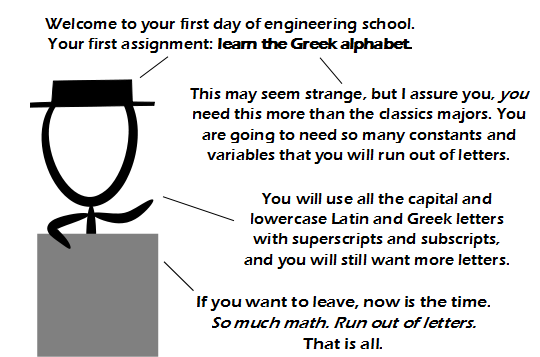 Welcome to your first day of engineering school.
Your first assignment: learn the Greek alphabet.
This may seem strange, but I assure you, you
need this more than the classics majors. You
are going to need so many constants and
variables that you will run out of letters.
You will use all the capital and
lowercase Latin and Greek letters
with superscripts and subscripts,
and you will still want more letters.
If you want to leave, now is the time.
So much math. Run out of letters.
That is all.